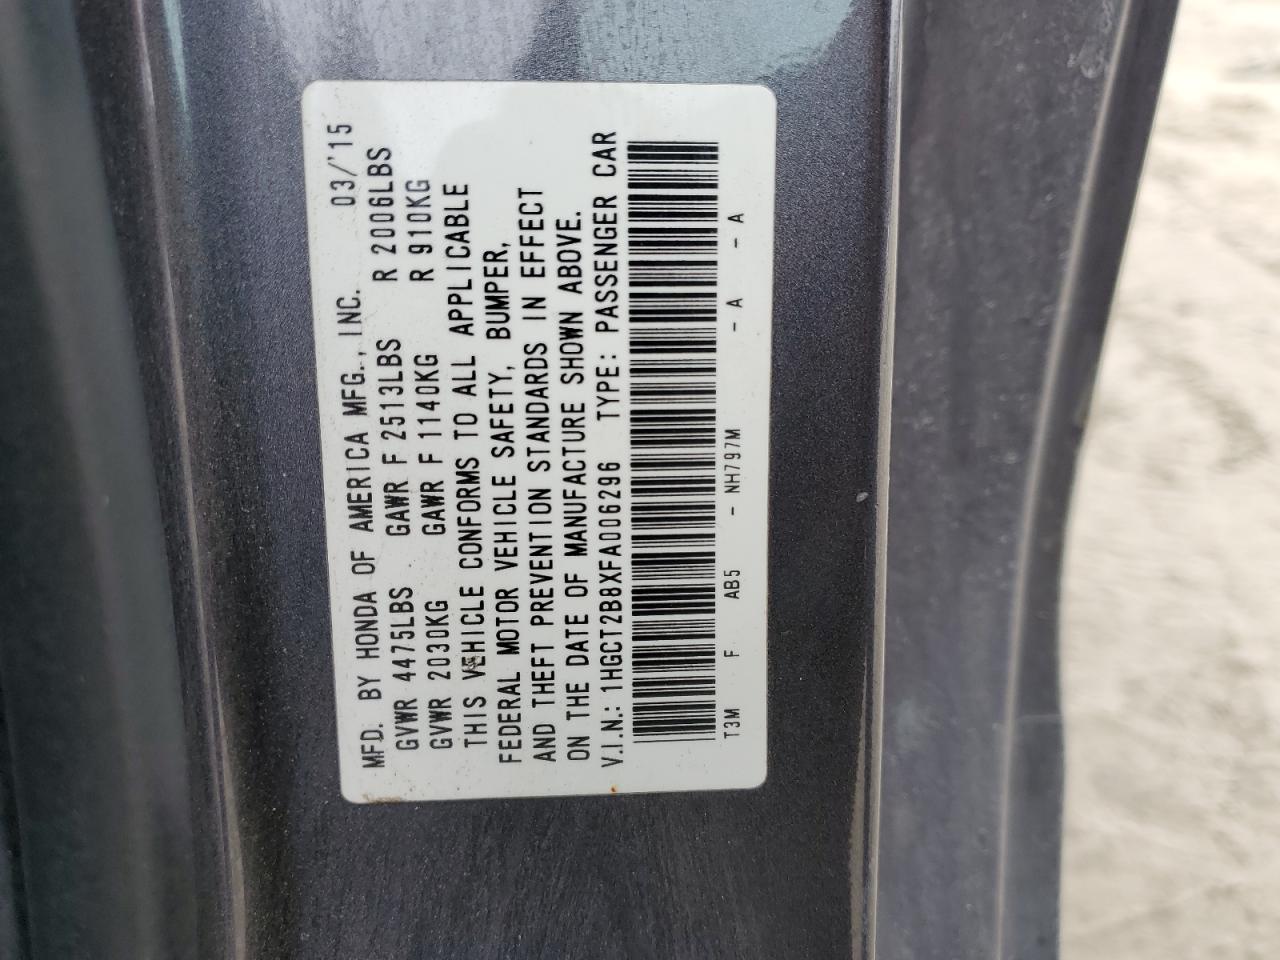 MFD. BY HONDA OF AMERICA MFG., INC. 03/'15
GVWR 4475LBS GAWR F 2513LBS R 2006LBS
GVWR 2030KG GAWR F 1140KG R 910KG
THIS VEHICLE CONFORMS TO ALL APPLICABLE
FEDERAL MOTOR VEHICLE SAFETY, BUMPER,
AND THEFT PREVENTION STANDARDS IN EFFECT
ON THE DATE OF MANUFACTURE SHOWN ABOVE.
V.I.N.: 1HGCT2B8XFA006296 TYPE: PASSENGER CAR
T3M F AB5 - NH797M - A - A